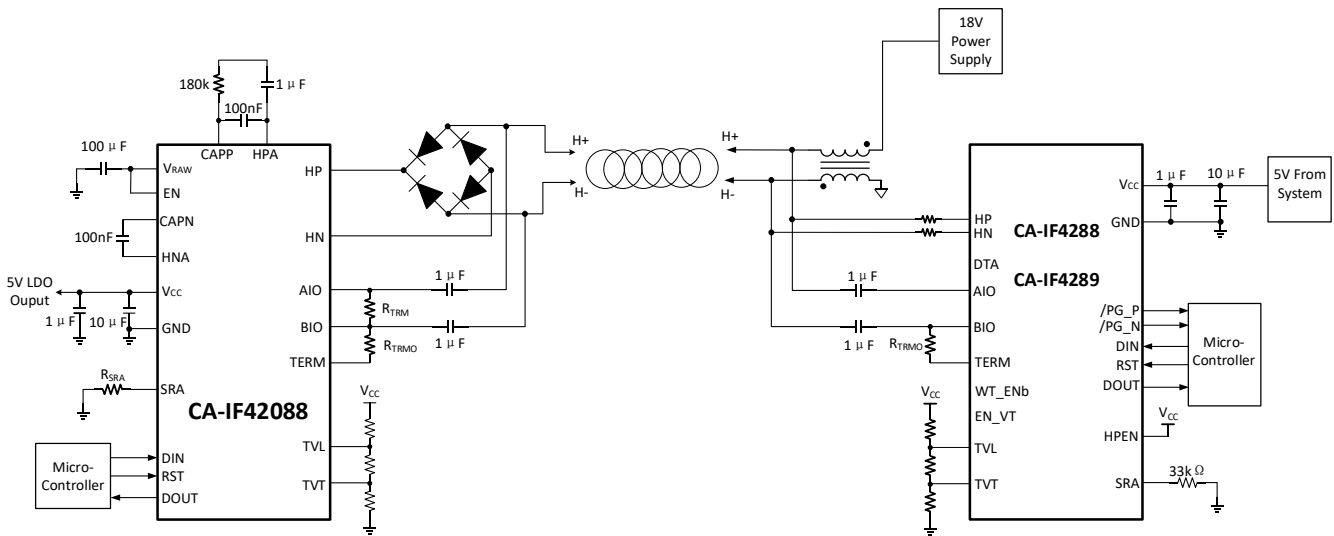 18V
Power
Supply
180k
1 μ F
100nF
CAPP
HPA
100 μ F
VRAW
EN
CAPN
100nF
HNA
5V LDO
Ouput
VCC
1 μ F
10 μ F
GND
RSRA
SRA
CA-IF42088
Micro-
Controller
DIN
RST
DOUT
HP
HN
AIO
BIO
TERM
TVL
TVT
RTRM
RTRMO
1 μ F
1 μ F
VCC
H+
H-
H+
H-
1 μ F
1 μ F
RTRMO
VCC
HP
HN
DTA
AIO
BIO
TERM
WT_ENb
EN_VT
TVL
TVT
CA-IF4288
CA-IF4289
VCC
GND
1 μ F
10 μ F
5V From
System
/PG_P
/PG_N
DIN
RST
DOUT
Micro-
Controller
HPEN
VCC
SRA
33k Ω